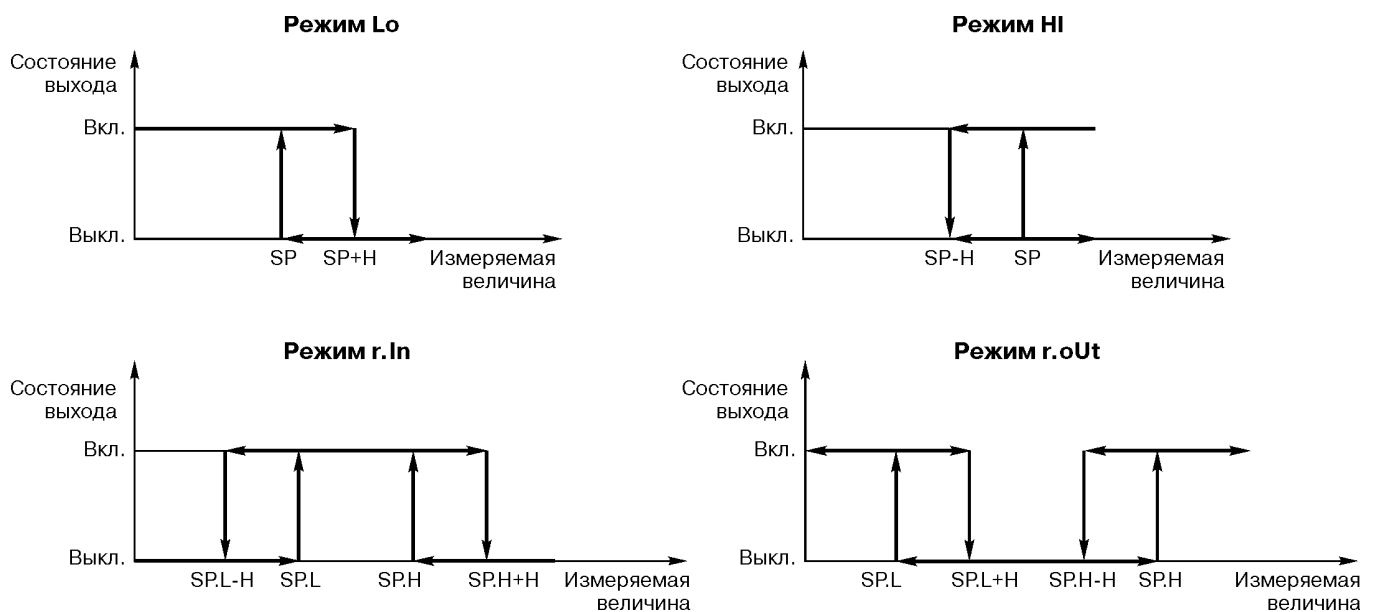 Режим Lo
Состояние
выхода
Вкл.
Выкл.
SP
SP+H
Измеряемая
величина
Режим HI
Состояние
выхода
Вкл.
Выкл.
SP-H
SP
Измеряемая
величина
Режим r.In
Состояние
выхода
Вкл.
Выкл.
SP.L-H
SP.L
SP.H
SP.H+H
Измеряемая
величина
Режим r.oUt
Состояние
выхода
Вкл.
Выкл.
SP.L
SP.L+H
SP.H-H
SP.H
Измеряемая
величина